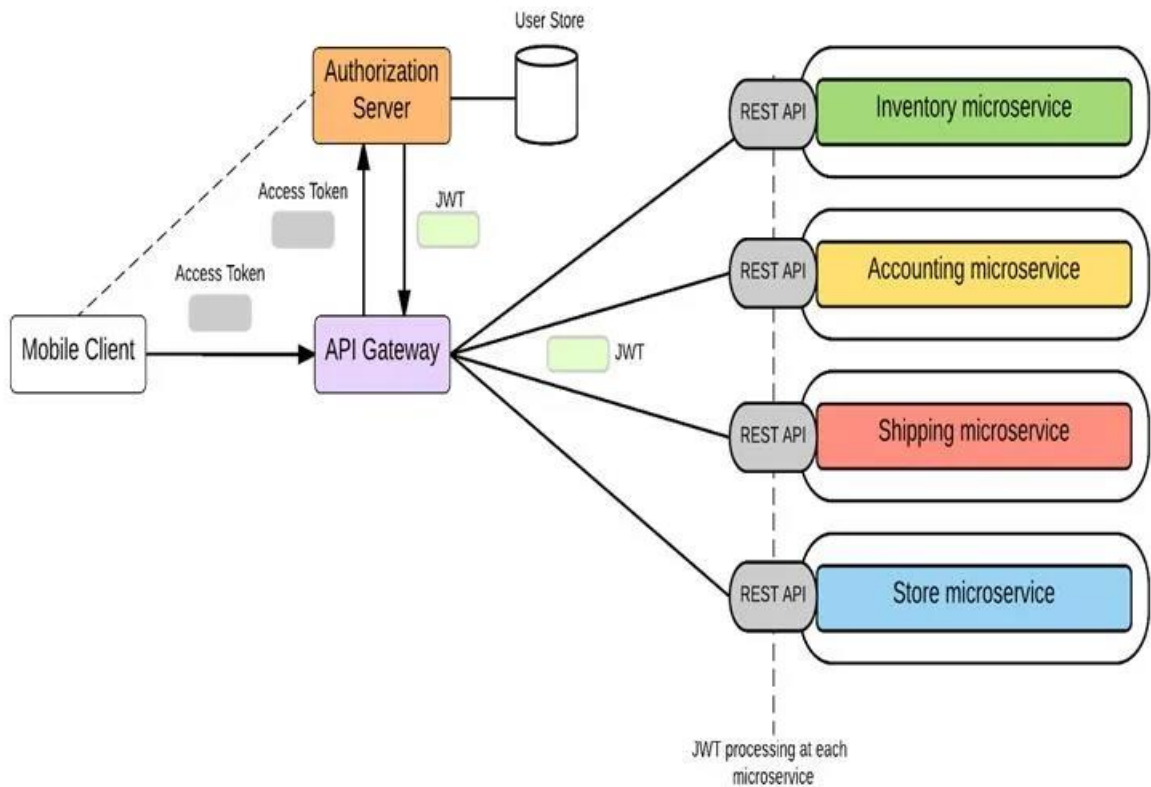 User Store
Authorization
Server
REST API
Inventory microservice
Access Token
JWT
Access Token
REST API
Accounting microservice
Mobile Client
API Gateway
JWT
REST API
Shipping microservice
REST API
Store microservice
JWT processing at each
microservice